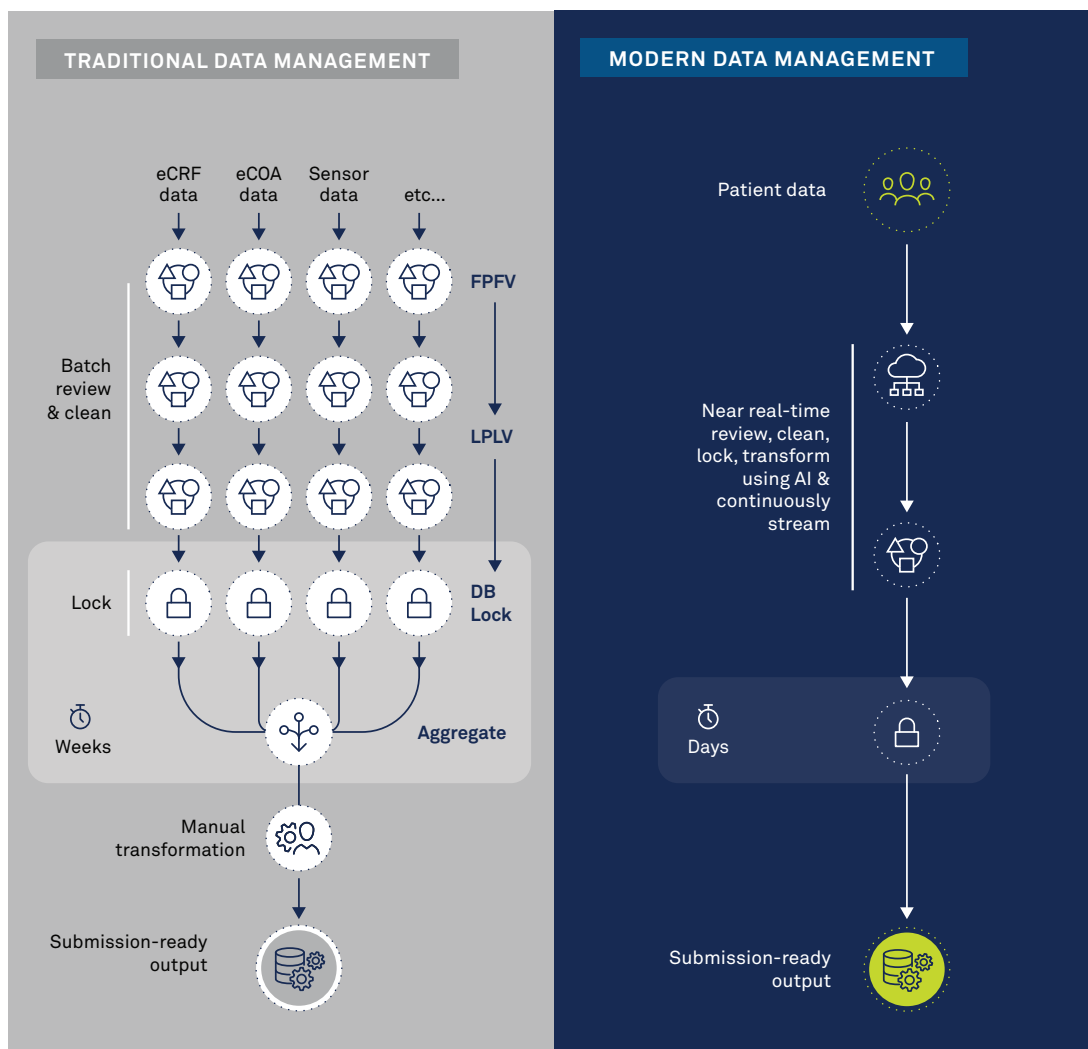 TRADITIONAL DATA MANAGEMENT
eCRF
data
eCOA
data
Sensor
data
etc...
FPFV
Batch
review
& clean
LPLV
Lock
DB
Lock
Weeks
Aggregate
Manual
transformation
Submission-ready
output
MODERN DATA MANAGEMENT
Patient data
Near real-time
review, clean,
lock, transform
using AI &
continuously
stream
Days
Submission-ready
output